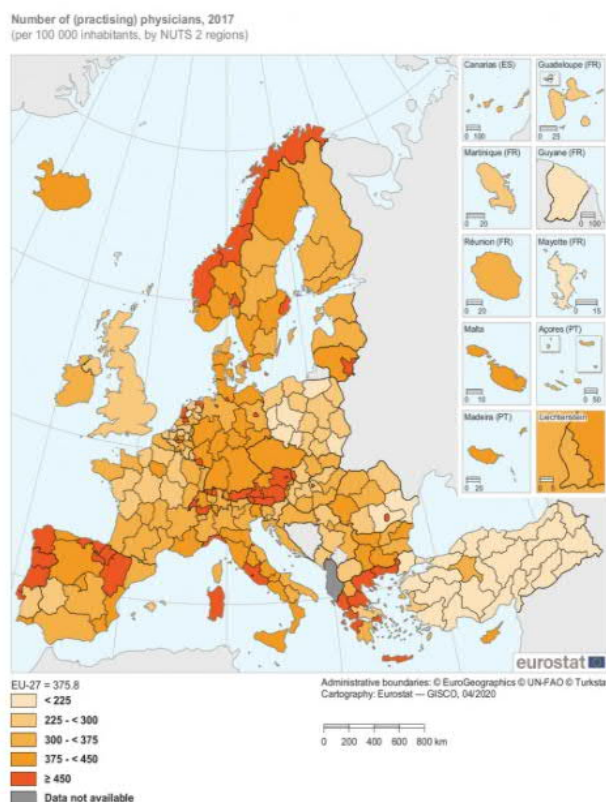 Number of (practising) physicians, 2017
(per 100 000 inhabitants, by NUTS 2 regions)
Canarias (ES)
0 100
Guadeloupe (FR)
0 25
Martinique (FR)
0 20
Guyane (FR)
0 100
Réunion (FR)
0 20
Mayotte (FR)
0 15
Malta
0 10
Açores (PT)
0 50
Madeira (PT)
0 20
Liechtenstein
eurostat
EU-27 = 375.8
< 225
225 - < 300
300 - < 375
375 - < 450
≥ 450
Data not available
Administrative boundaries: © EuroGeographics © UN-FAO © Turksta
Cartography: Eurostat — GISCO, 04/2020
0 200 400 600 800 km